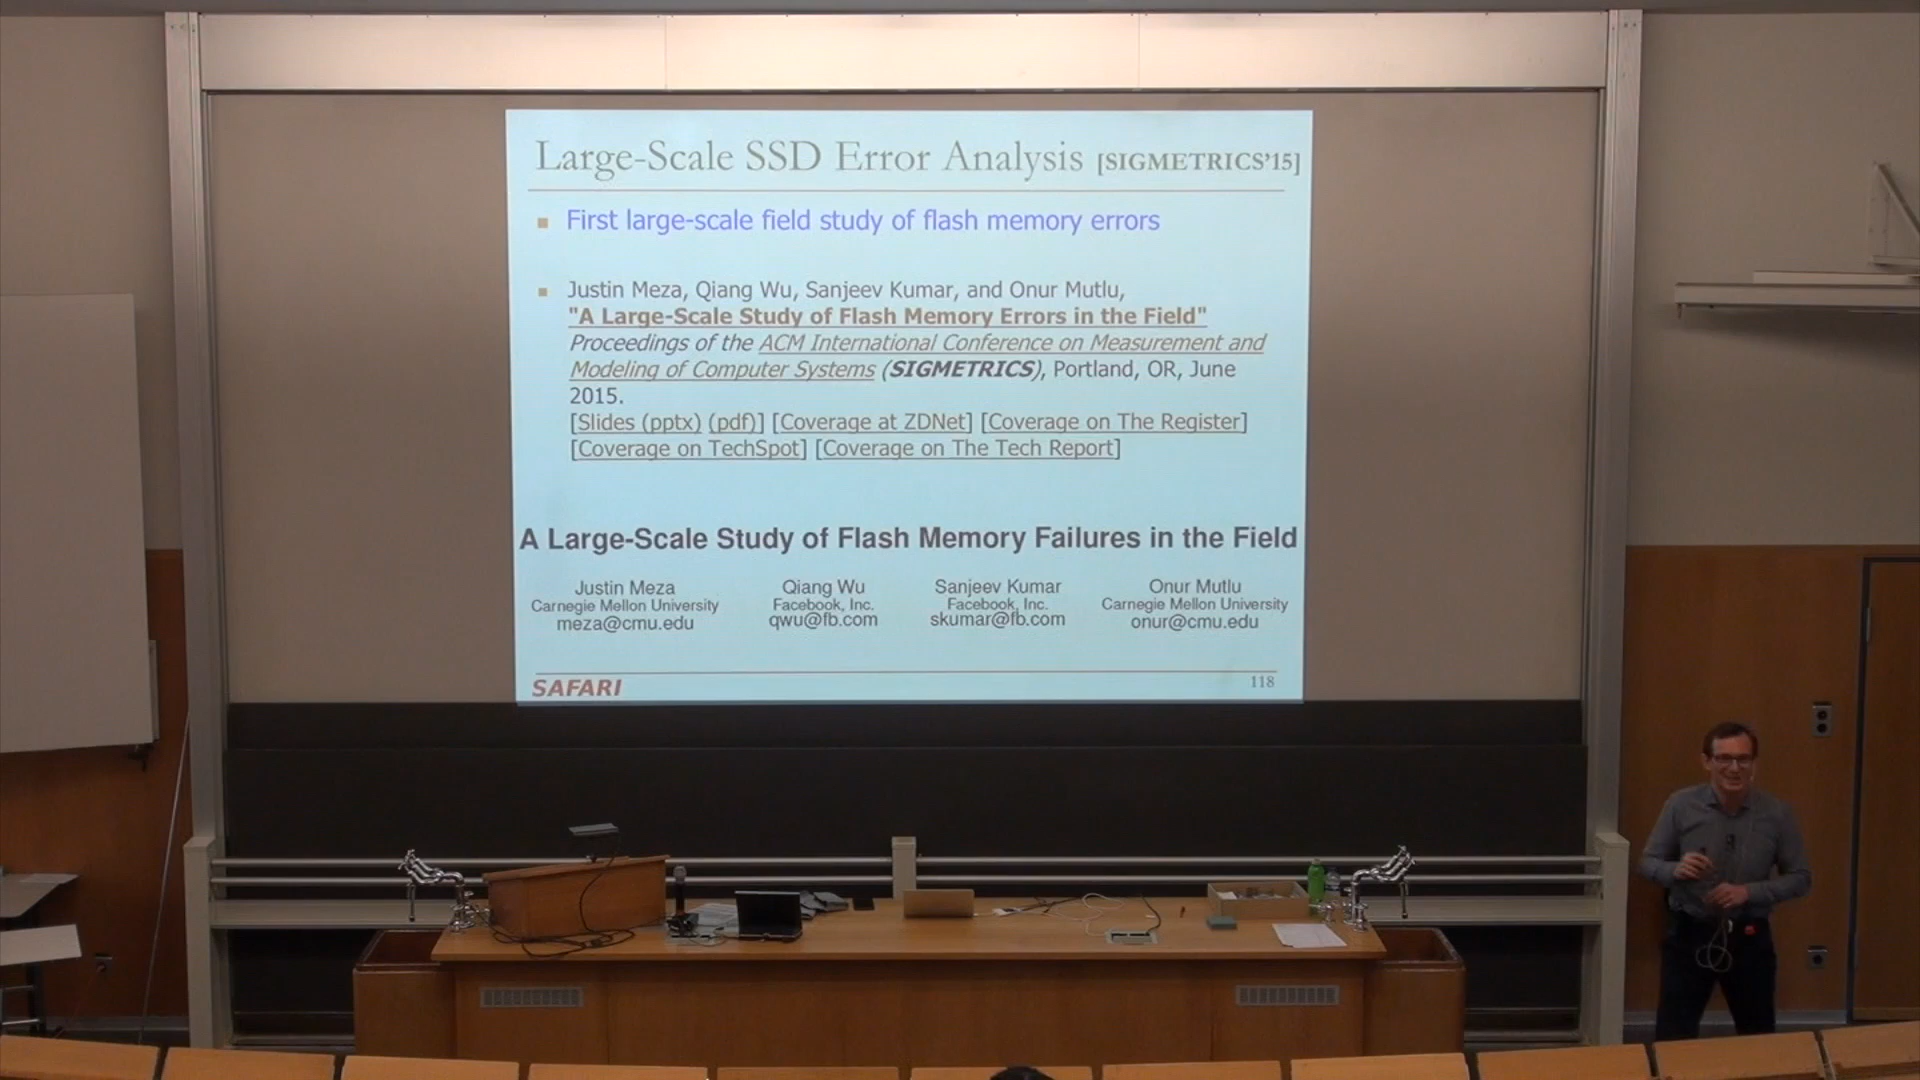 Large-Scale SSD Error Analysis [SIGMETRICS'15]
First large-scale field study of flash memory errors
Justin Meza, Qiang Wu, Sanjeev Kumar, and Onur Mutlu,
"A Large-Scale Study of Flash Memory Errors in the Field"
Proceedings of the ACM International Conference on Measurement and
Modeling of Computer Systems (SIGMETRICS), Portland, OR, June
2015.
[Slides (pptx) (pdf)] [Coverage at ZDNet] [Coverage on The Register]
[Coverage on TechSpot] [Coverage on The Tech Report]
A Large-Scale Study of Flash Memory Failures in the Field
Justin Meza Qiang Wu Sanjeev Kumar Onur Mutlu
Carnegie Mellon University Facebook, Inc. Facebook, Inc. Carnegie Mellon University
meza@cmu.edu qwu@fb.com skumar@fb.com onur@cmu.edu
SAFARI 118